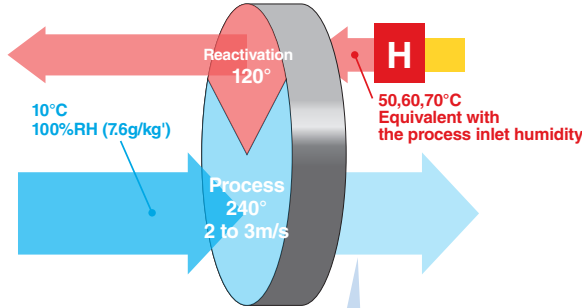 Reactivation
120°
H
10°C
100%RH (7.6g/kg')
50,60,70°C
Equivalent with
the process inlet humidity
Process
240°
2 to 3m/s